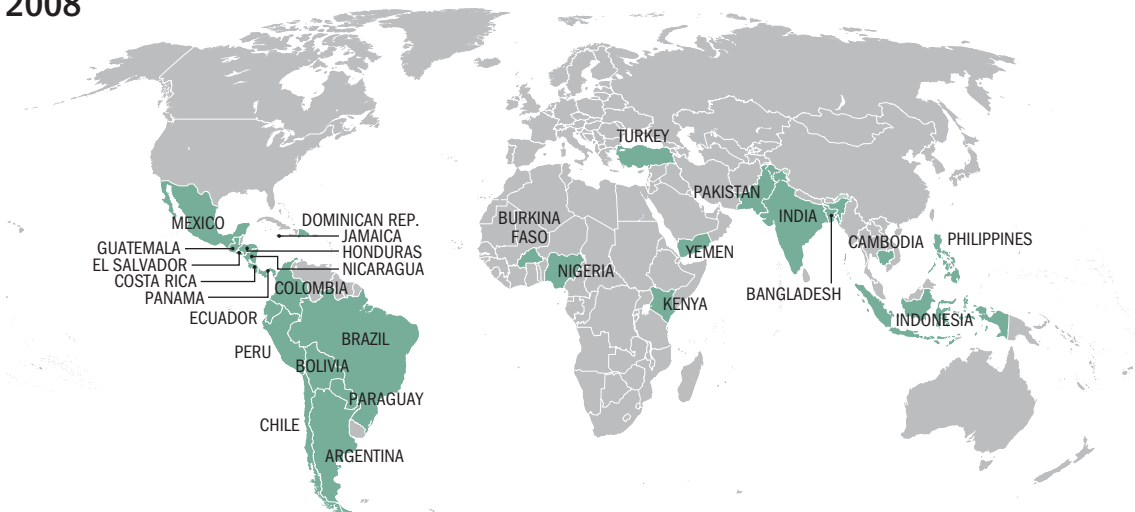 2008
TURKEY
PAKISTAN
MEXICO
DOMINICAN REP.
JAMAICA
BURKINA
FASO
INDIA
GUATEMALA
HONDURAS
CAMBODIA
PHILIPPINES
EL SALVADOR
NICARAGUA
YEMEN
COSTA RICA
NIGERIA
PANAMA
COLOMBIA
BANGLADESH
KENYA
ECUADOR
INDONESIA
PERU
BRAZIL
BOLIVIA
PARAGUAY
CHILE
ARGENTINA